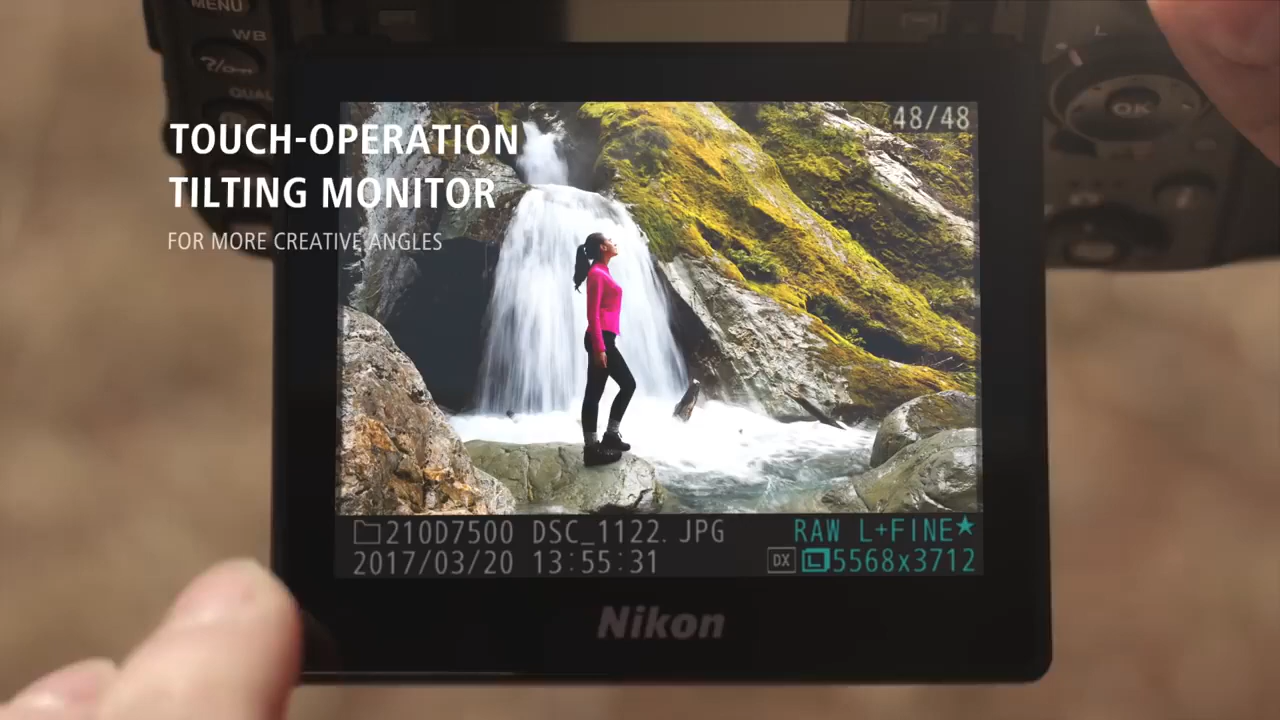 MENU
WB
?/
QUAL
L
OK
48/48
TOUCH-OPERATION
TILTING MONITOR
FOR MORE CREATIVE ANGLES
210D7500 DSC_1122. JPG
RAW L+FINE★
2017/03/20 13:55:31
DX L 5568x3712
Nikon